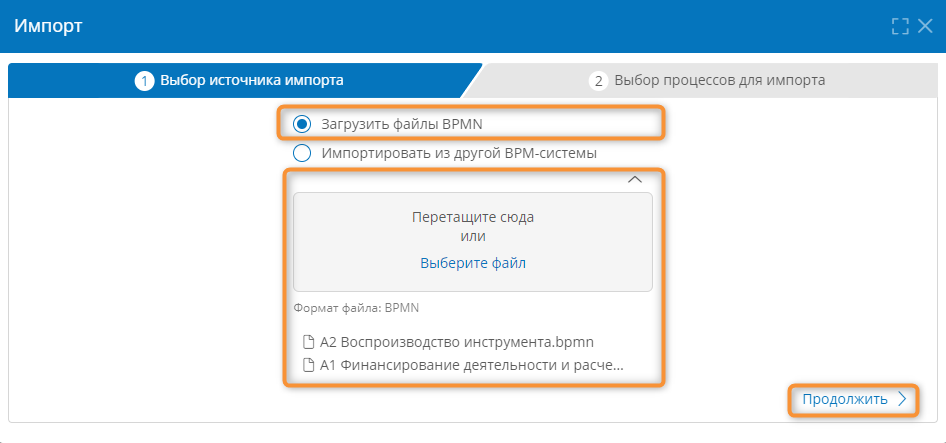 Импорт
1 Выбор источника импорта
2 Выбор процессов для импорта
Загрузить файлы BPMN
Импортировать из другой BPM-системы
Перетащите сюда
или
Выберите файл
Формат файла: BPMN
А2 Воспроизводство инструмента.bpmn
А1 Финансирование деятельности и расче...
Продолжить